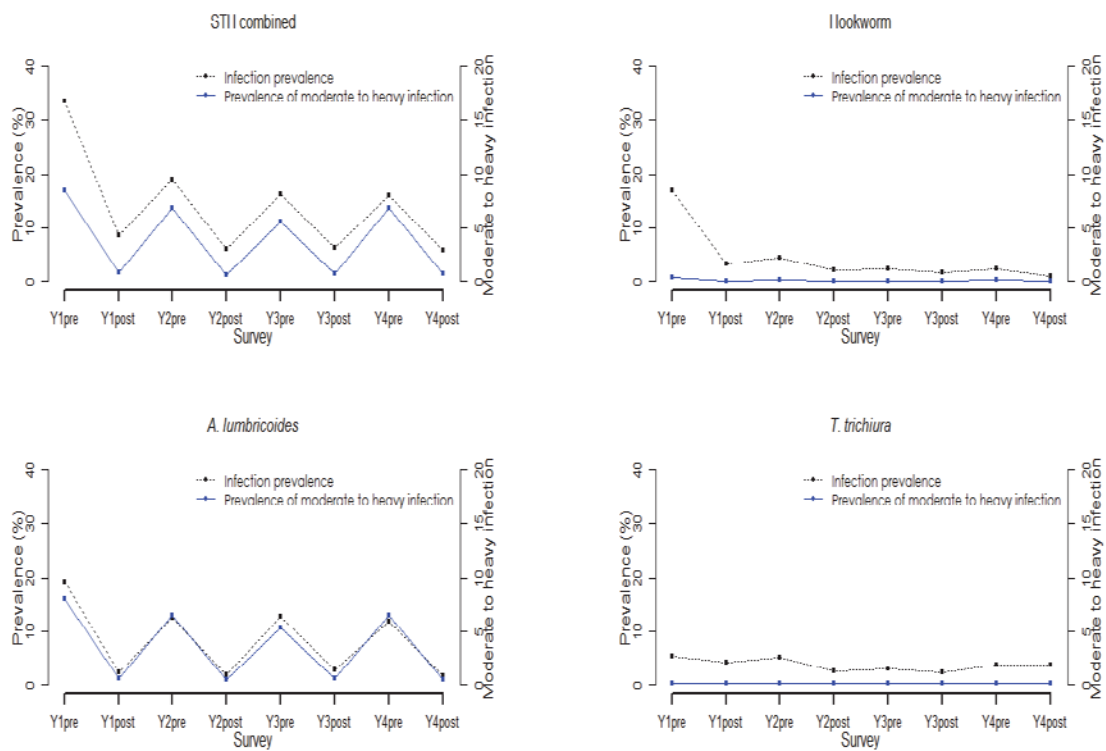 STI I combined
Infection prevalence
Prevalence of moderate to heavy infection
Prevalence (%)
0 10 20 30 40
Moderate to heavy infection
0 5 10 15 20
Y1pre Y1post Y2pre Y2post Y3pre Y3post Y4pre Y4post
Survey
I lookworm
Infection prevalence
Prevalence of moderate to heavy infection
Prevalence (%)
0 10 20 30 40
Moderate to heavy infection
0 5 10 15 20
Y1pre Y1post Y2pre Y2post Y3pre Y3post Y4pre Y4post
Survey
A. lumbricoides
Infection prevalence
Prevalence of moderate to heavy infection
Prevalence (%)
0 10 20 30 40
Moderate to heavy infection
0 5 10 15 20
Y1pre Y1post Y2pre Y2post Y3pre Y3post Y4pre Y4post
Survey
T. trichiura
Infection prevalence
Prevalence of moderate to heavy infection
Prevalence (%)
0 10 20 30 40
Moderate to heavy infection
0 5 10 15 20
Y1pre Y1post Y2pre Y2post Y3pre Y3post Y4pre Y4post
Survey